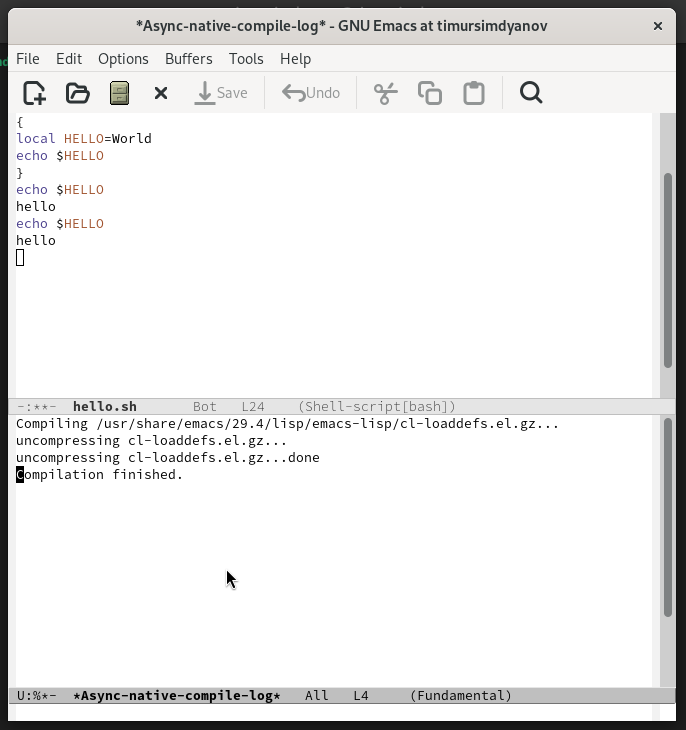 *Async-native-compile-log* - GNU Emacs at timursimdyanov
File Edit Options Buffers Tools Help
Save Undo
{
local HELLO=World
echo $HELLO
}
echo $HELLO
hello
echo $HELLO
hello
-:**- hello.sh Bot L24 (Shell-script[bash])
Compiling /usr/share/emacs/29.4/lisp/emacs-lisp/cl-loaddefs.el.gz...
uncompressing cl-loaddefs.el.gz...
uncompressing cl-loaddefs.el.gz...done
Compilation finished.
U:%*- *Async-native-compile-log* All L4 (Fundamental)